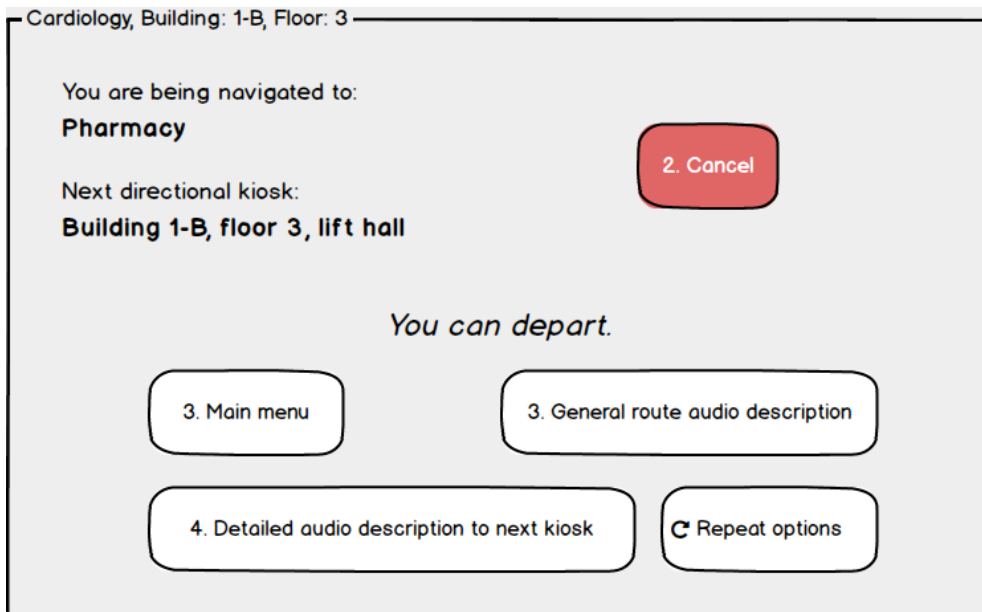 Cardiology, Building: 1-B, Floor: 3
You are being navigated to:
Pharmacy
2. Cancel
Next directional kiosk:
Building 1-B, floor 3, lift hall
You can depart.
3. Main menu
3. General route audio description
4. Detailed audio description to next kiosk
Repeat options